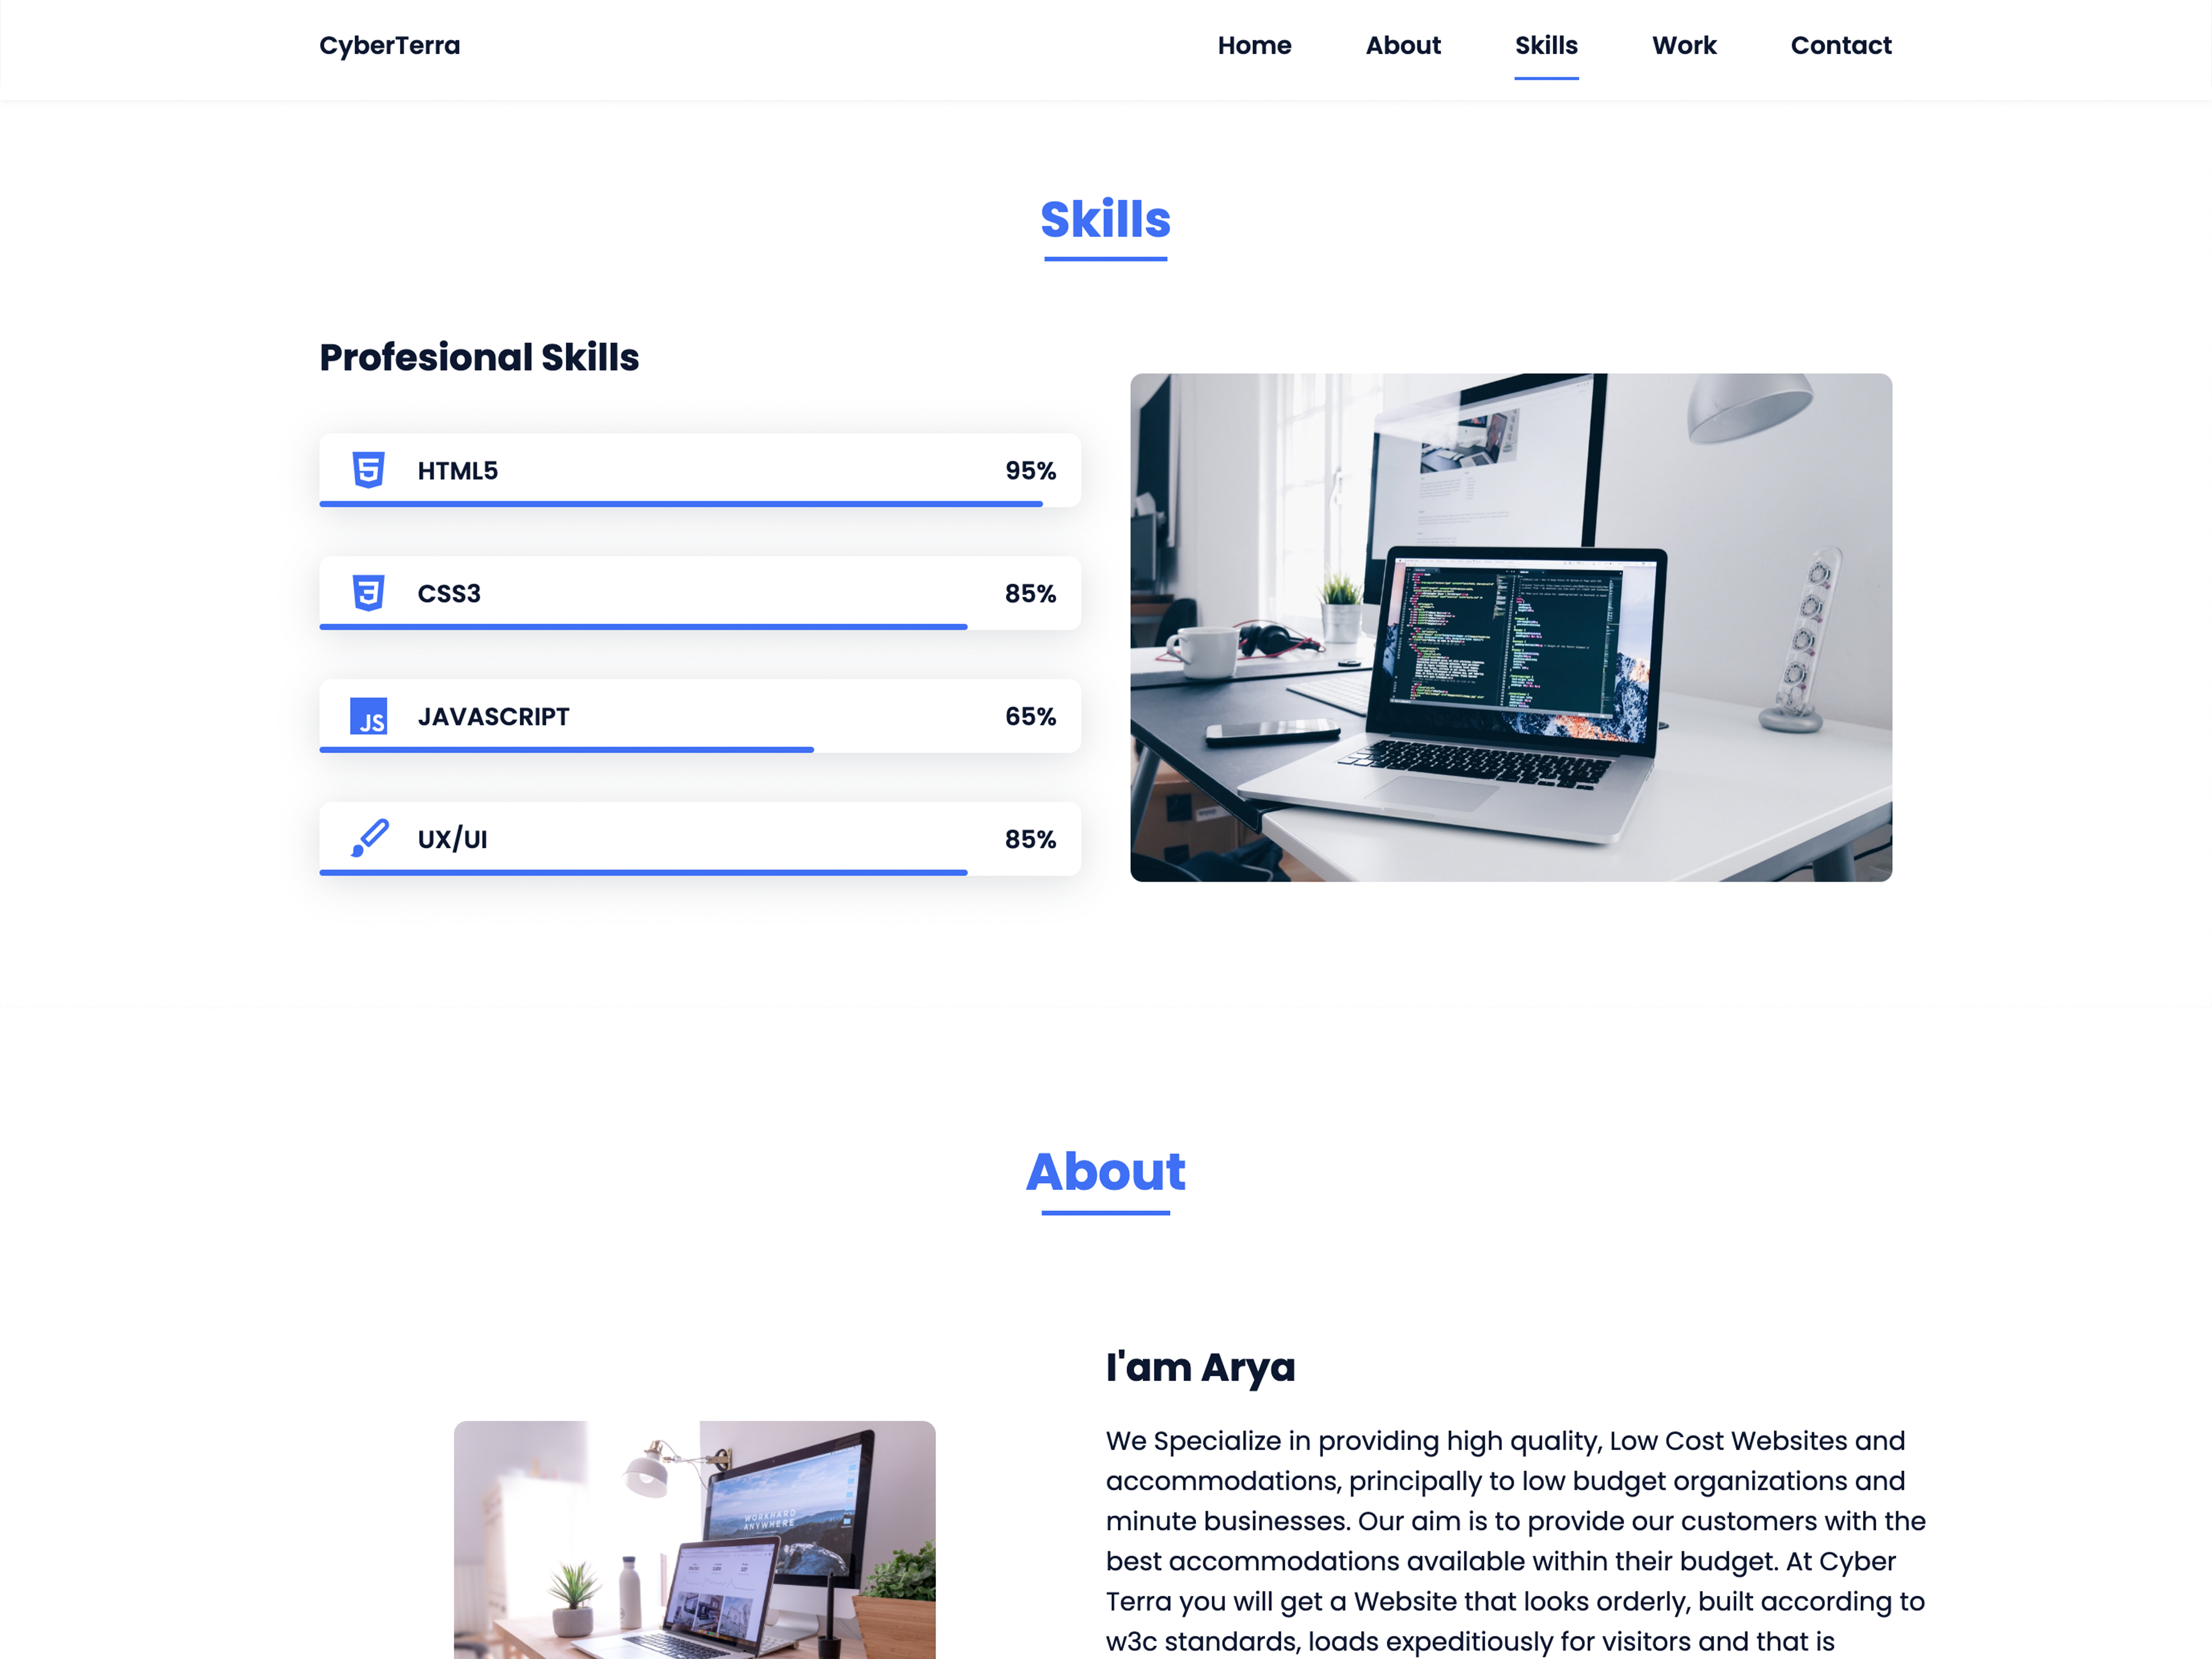 CyberTerra
Home About Skills Work Contact
Skills
Profesional Skills
HTML5 95%
CSS3 85%
JS JAVASCRIPT 65%
UX/UI 85%
About
I'am Arya
We Specialize in providing high quality, Low Cost Websites and
accommodations, principally to low budget organizations and
minute businesses. Our aim is to provide our customers with the
best accommodations available within their budget. At Cyber
Terra you will get a Website that looks orderly, built according to
w3c standards, loads expeditiously for visitors and that is
WORKHARD
ANYWHERE